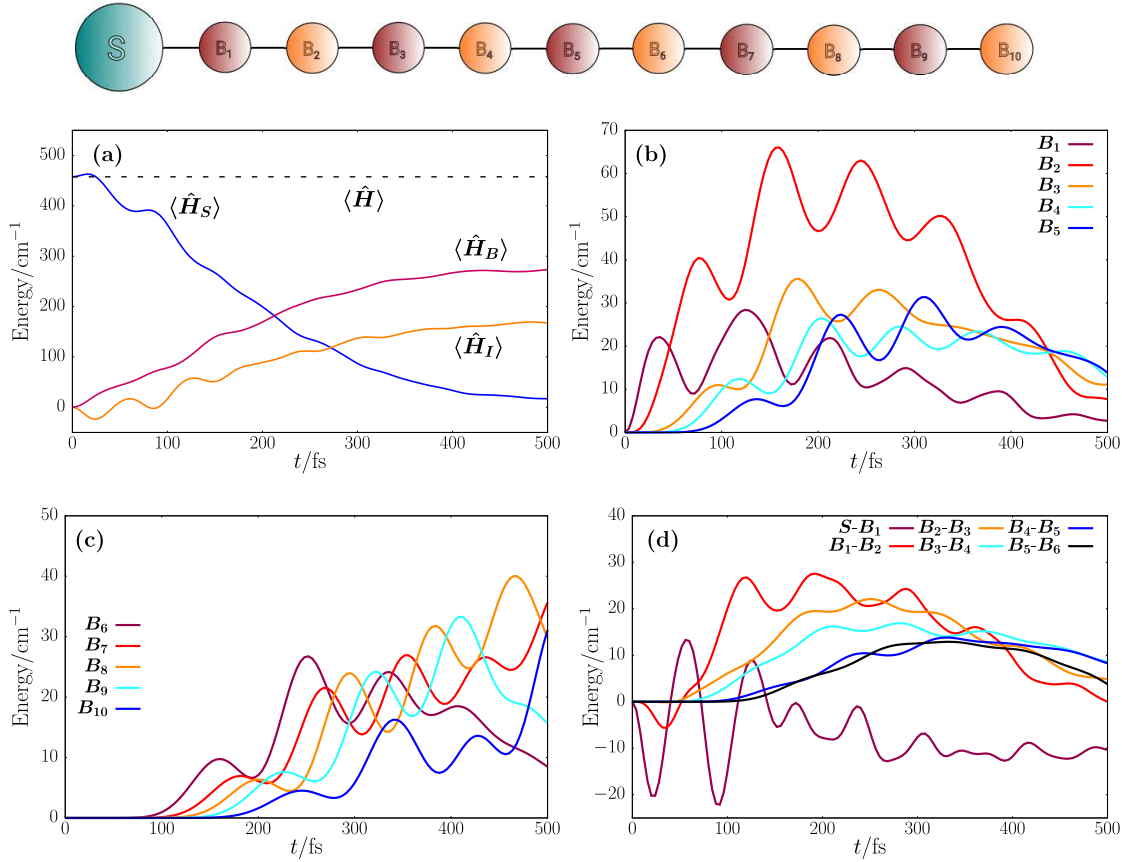 S B₁ B₂ B₃ B₄ B₅ B₆ B₇ B₈ B₉ B₁₀
(a)
Energy/cm⁻¹
500
400
300
200
100
0
⟨Ĥ_S⟩
⟨Ĥ⟩
⟨Ĥ_B⟩
⟨Ĥ_I⟩
0 100 200 300 400 500
t/fs
(b)
Energy/cm⁻¹
70
60
50
40
30
20
10
0
B₁
B₂
B₃
B₄
B₅
0 100 200 300 400 500
t/fs
(c)
Energy/cm⁻¹
50
40
30
20
10
0
B₆
B₇
B₈
B₉
B₁₀
0 100 200 300 400 500
t/fs
(d)
Energy/cm⁻¹
40
30
20
10
0
−10
−20
S-B₁ B₂-B₃ B₄-B₅
B₁-B₂ B₃-B₄ B₅-B₆
0 100 200 300 400 500
t/fs